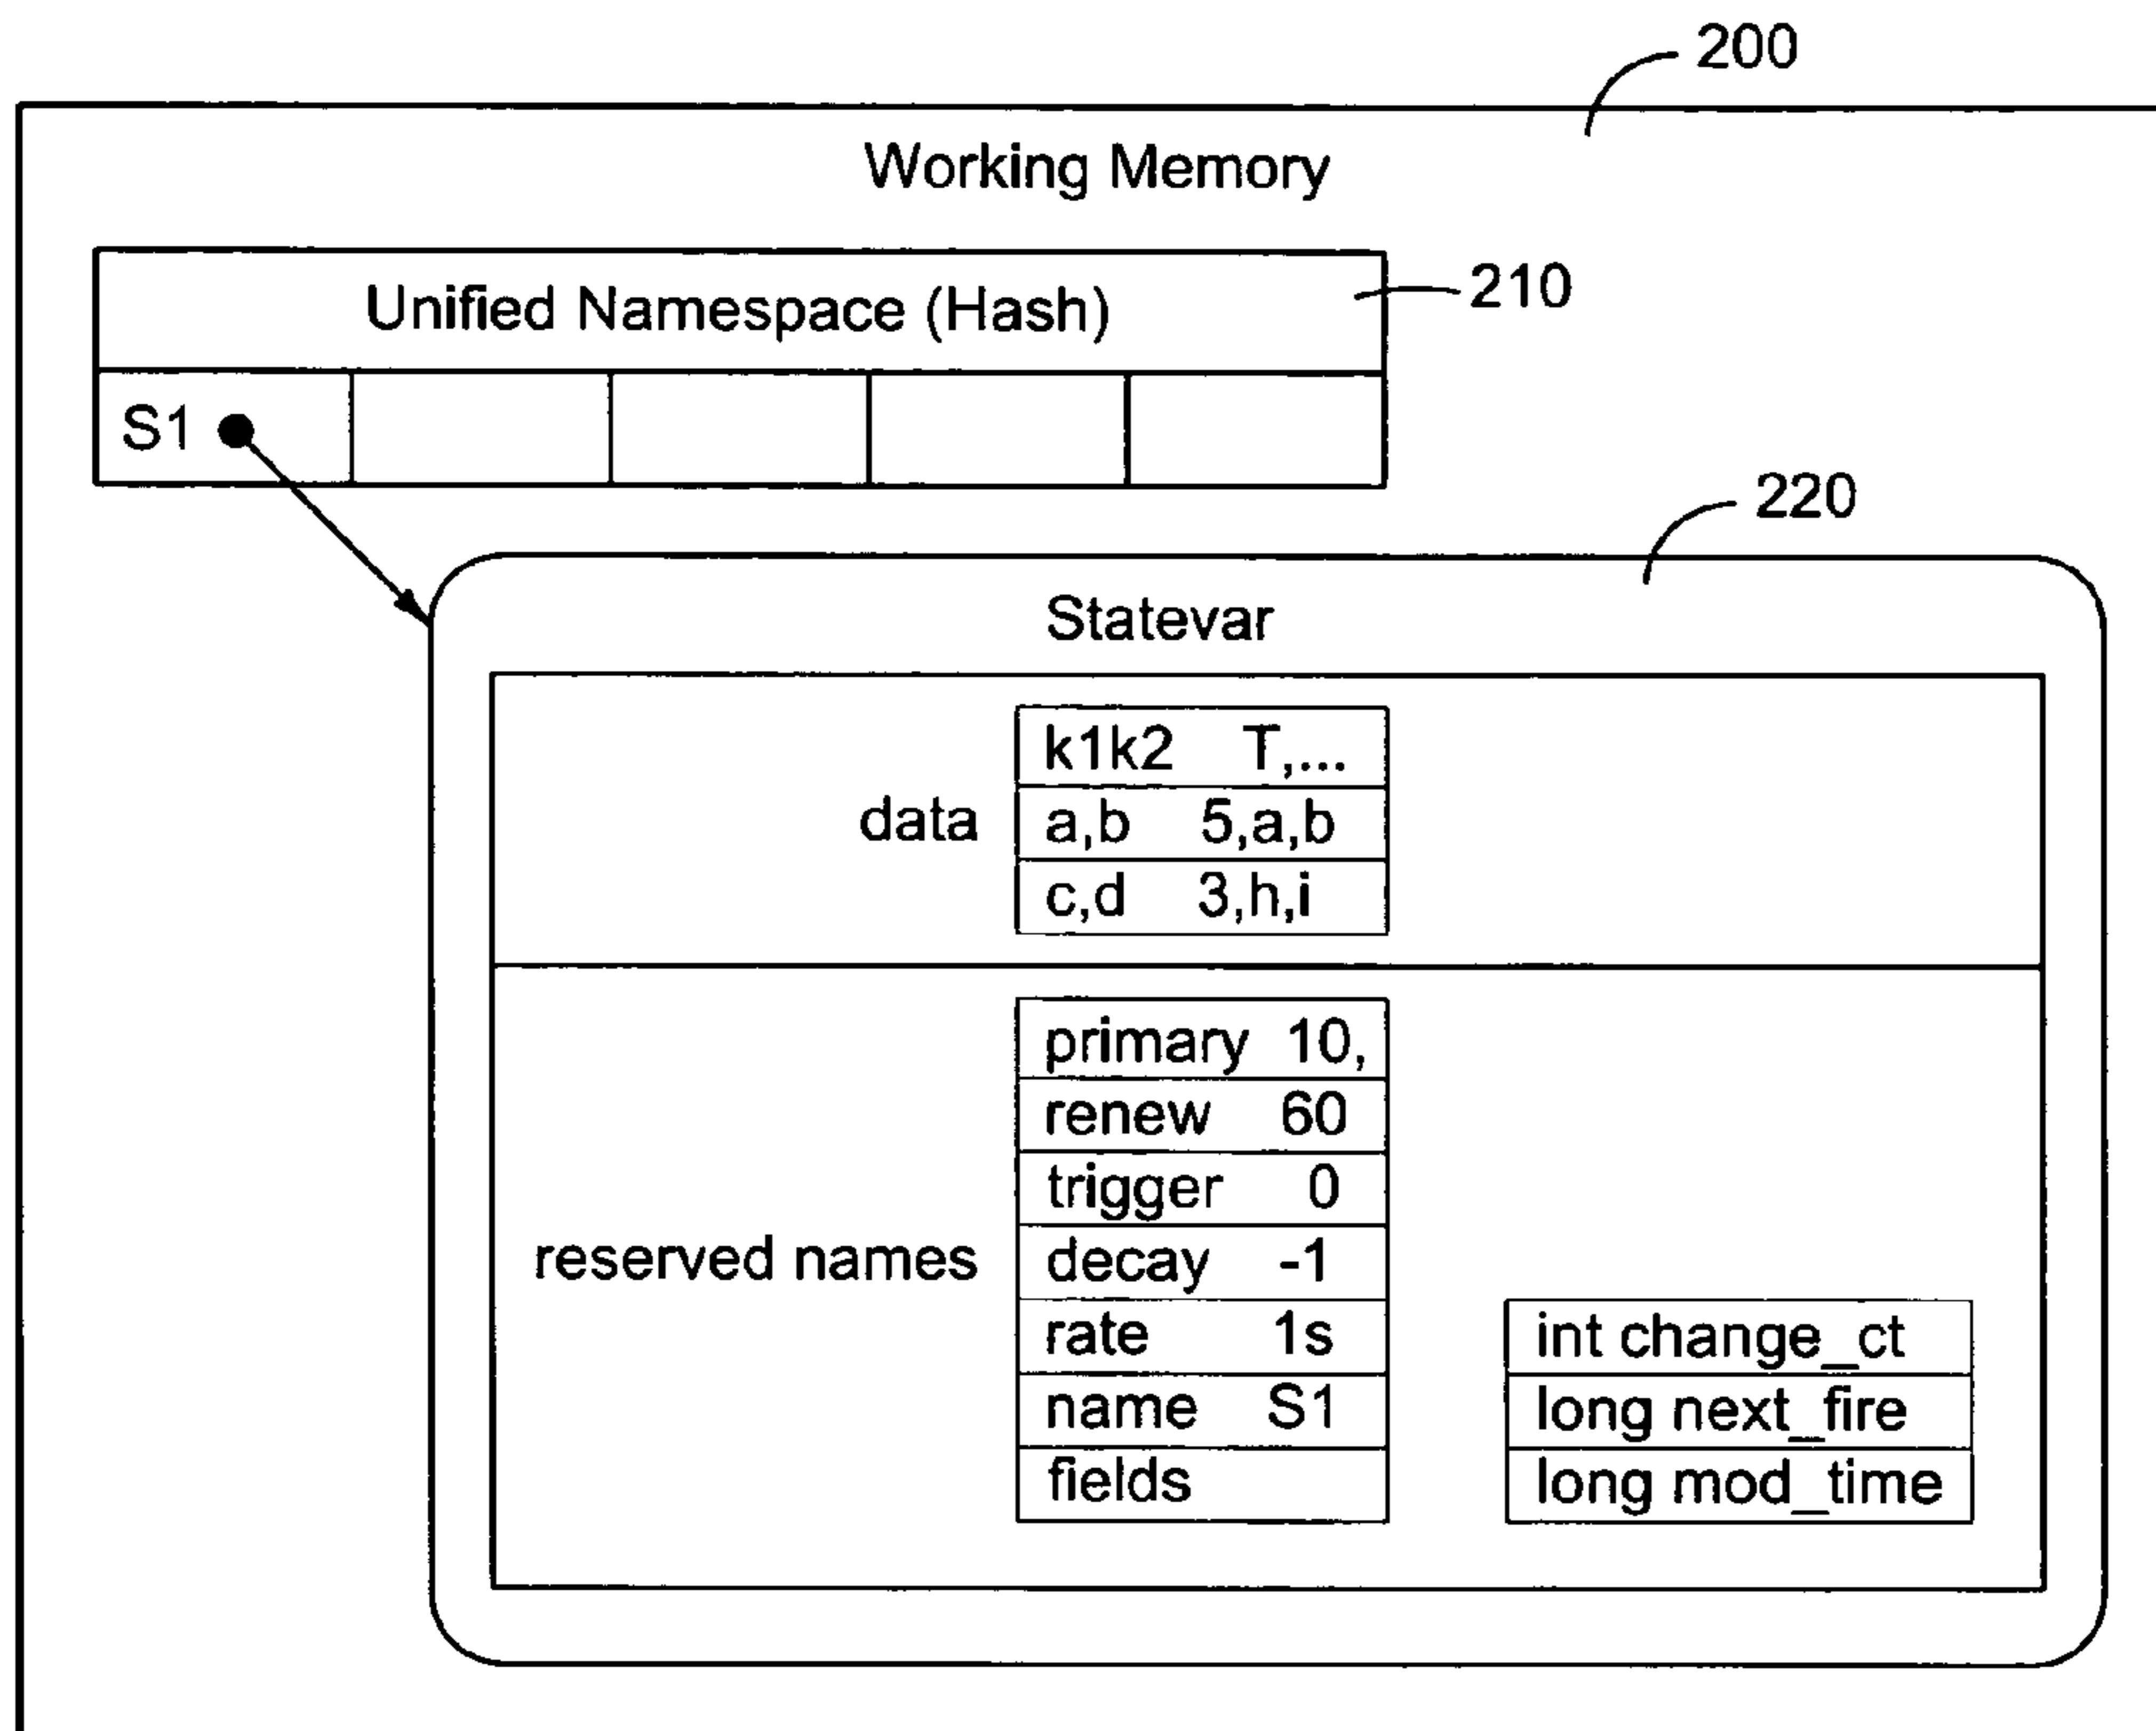 200
Working Memory
Unified Namespace (Hash)
210
S1
220
Statevar
k1k2 T,...
data
a,b 5,a,b
c,d 3,h,i
primary 10,
renew 60
trigger 0
reserved names
decay -1
rate 1s
int change_ct
name S1
long next_fire
fields
long mod_time